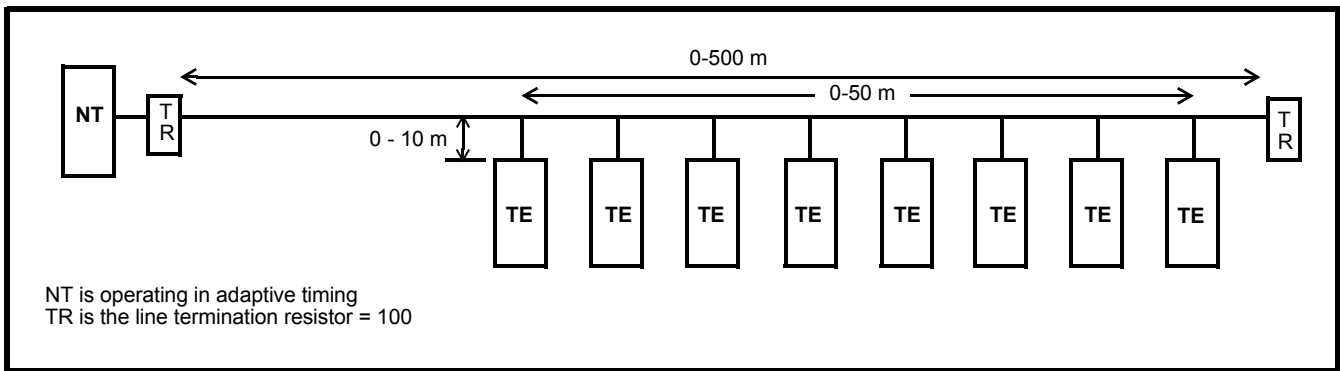 0-500 m
0-50 m
NT
T
R
T
R
0 - 10 m
TE
TE
TE
TE
TE
TE
TE
TE
NT is operating in adaptive timing
TR is the line termination resistor = 100